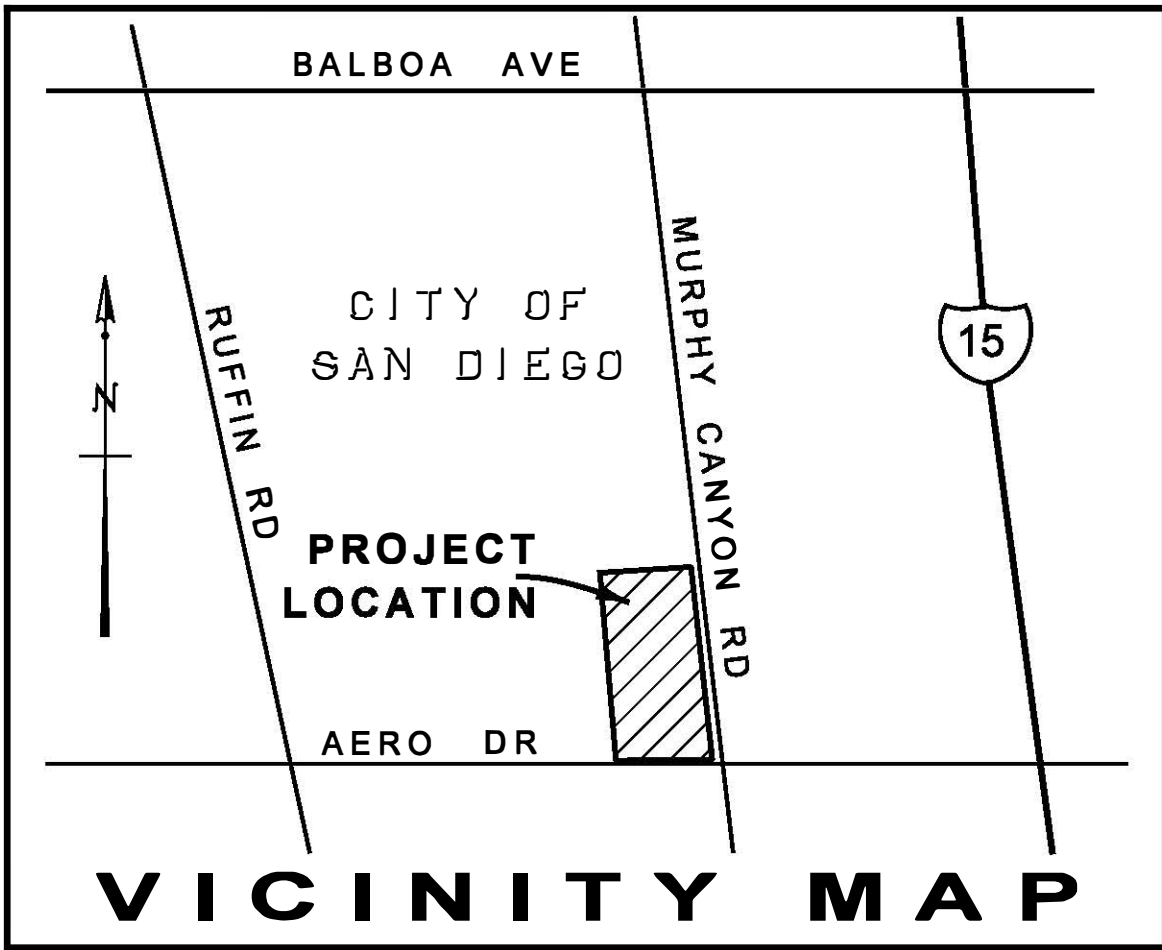 BALBOA AVE
CITY OF
SAN DIEGO
15
MURPHY CANYON RD
RUFFIN RD
N
PROJECT
LOCATION
AERO DR
VICINITY MAP